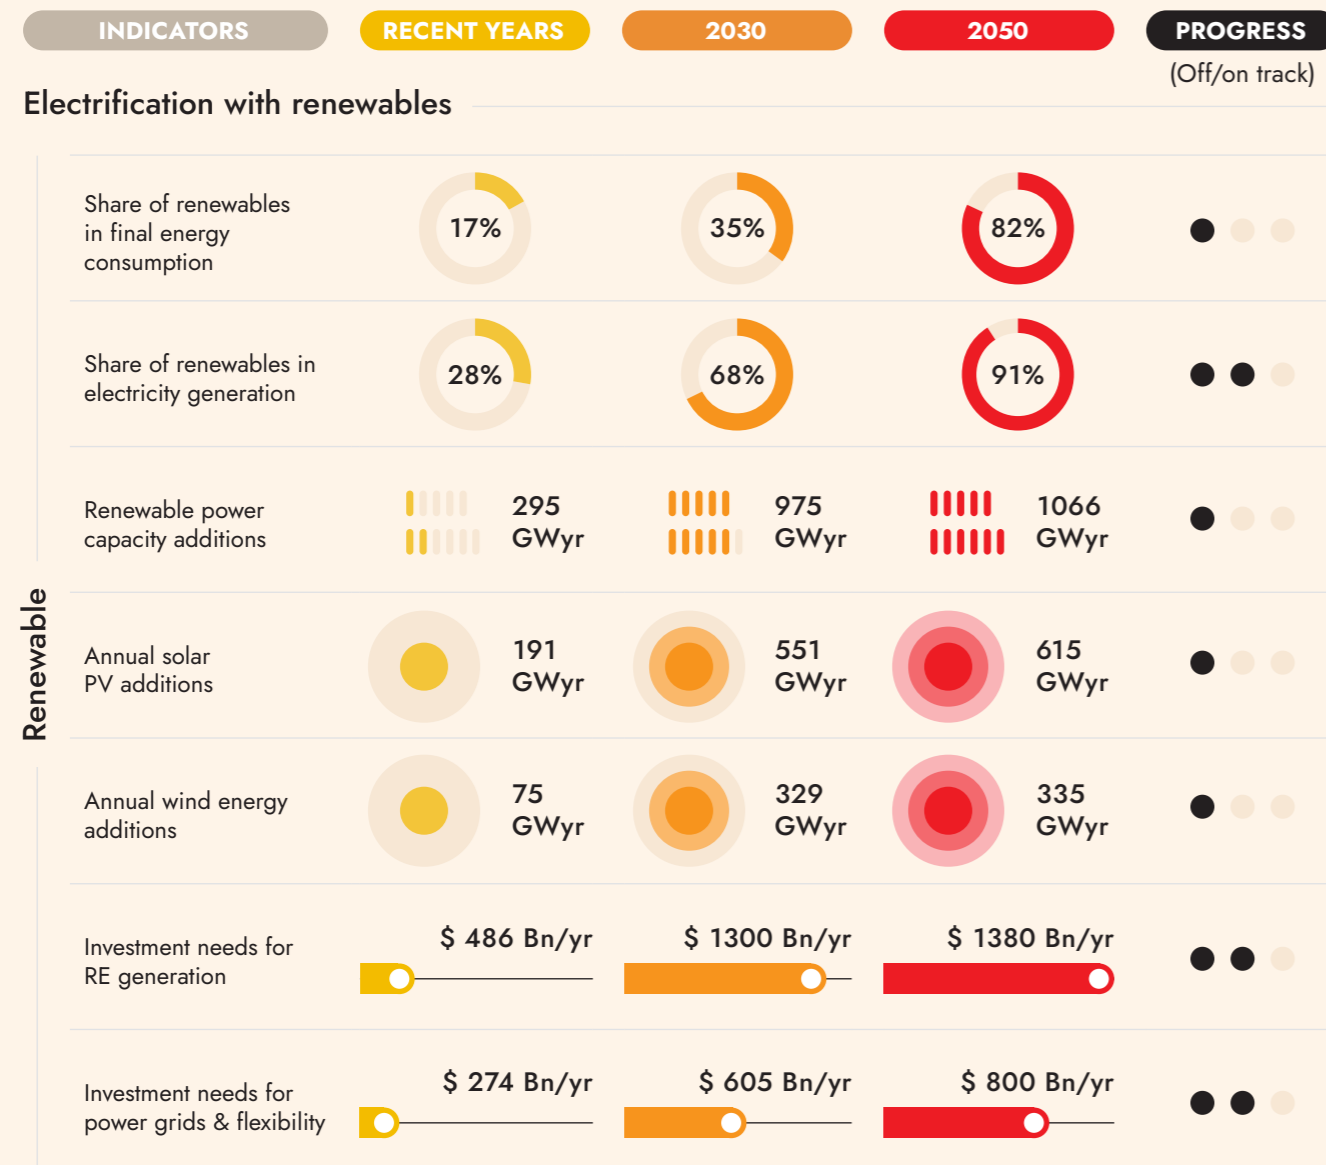 INDICATORS
RECENT YEARS
2030
2050
PROGRESS
(Off/on track)
Electrification with renewables
Renewable
Share of renewables
in final energy
consumption
17%
35%
82%
Share of renewables in
electricity generation
28%
68%
91%
Renewable power
capacity additions
295
GWyr
975
GWyr
1066
GWyr
Annual solar
PV additions
191
GWyr
551
GWyr
615
GWyr
Annual wind energy
additions
75
GWyr
329
GWyr
335
GWyr
Investment needs for
RE generation
$ 486 Bn/yr
$ 1300 Bn/yr
$ 1380 Bn/yr
Investment needs for
power grids & flexibility
$ 274 Bn/yr
$ 605 Bn/yr
$ 800 Bn/yr